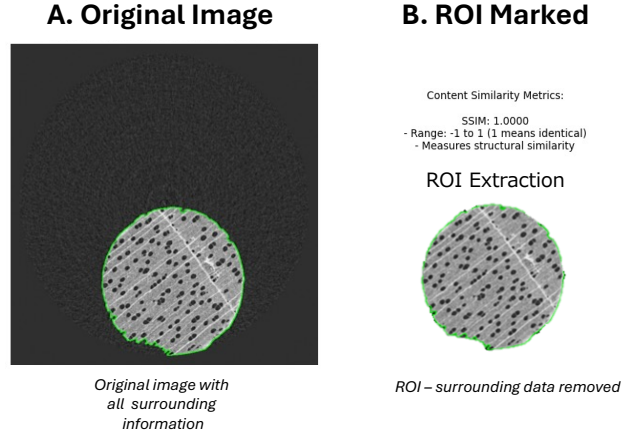 A. Original Image
Original image with
all surrounding
information
B. ROI Marked
Content Similarity Metrics:
SSIM: 1.0000
- Range: -1 to 1 (1 means identical)
- Measures structural similarity
ROI Extraction
ROI – surrounding data removed